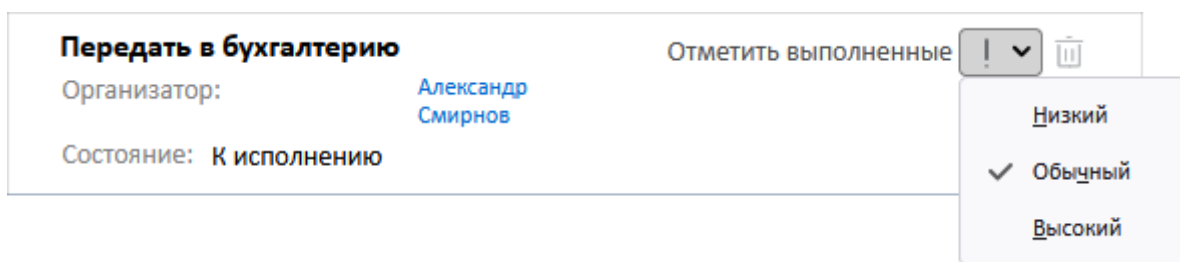 Передать в бухгалтерию
Отметить выполненные
Организатор:
Александр
Смирнов
Состояние: К исполнению
Низкий
Обычный
Высокий